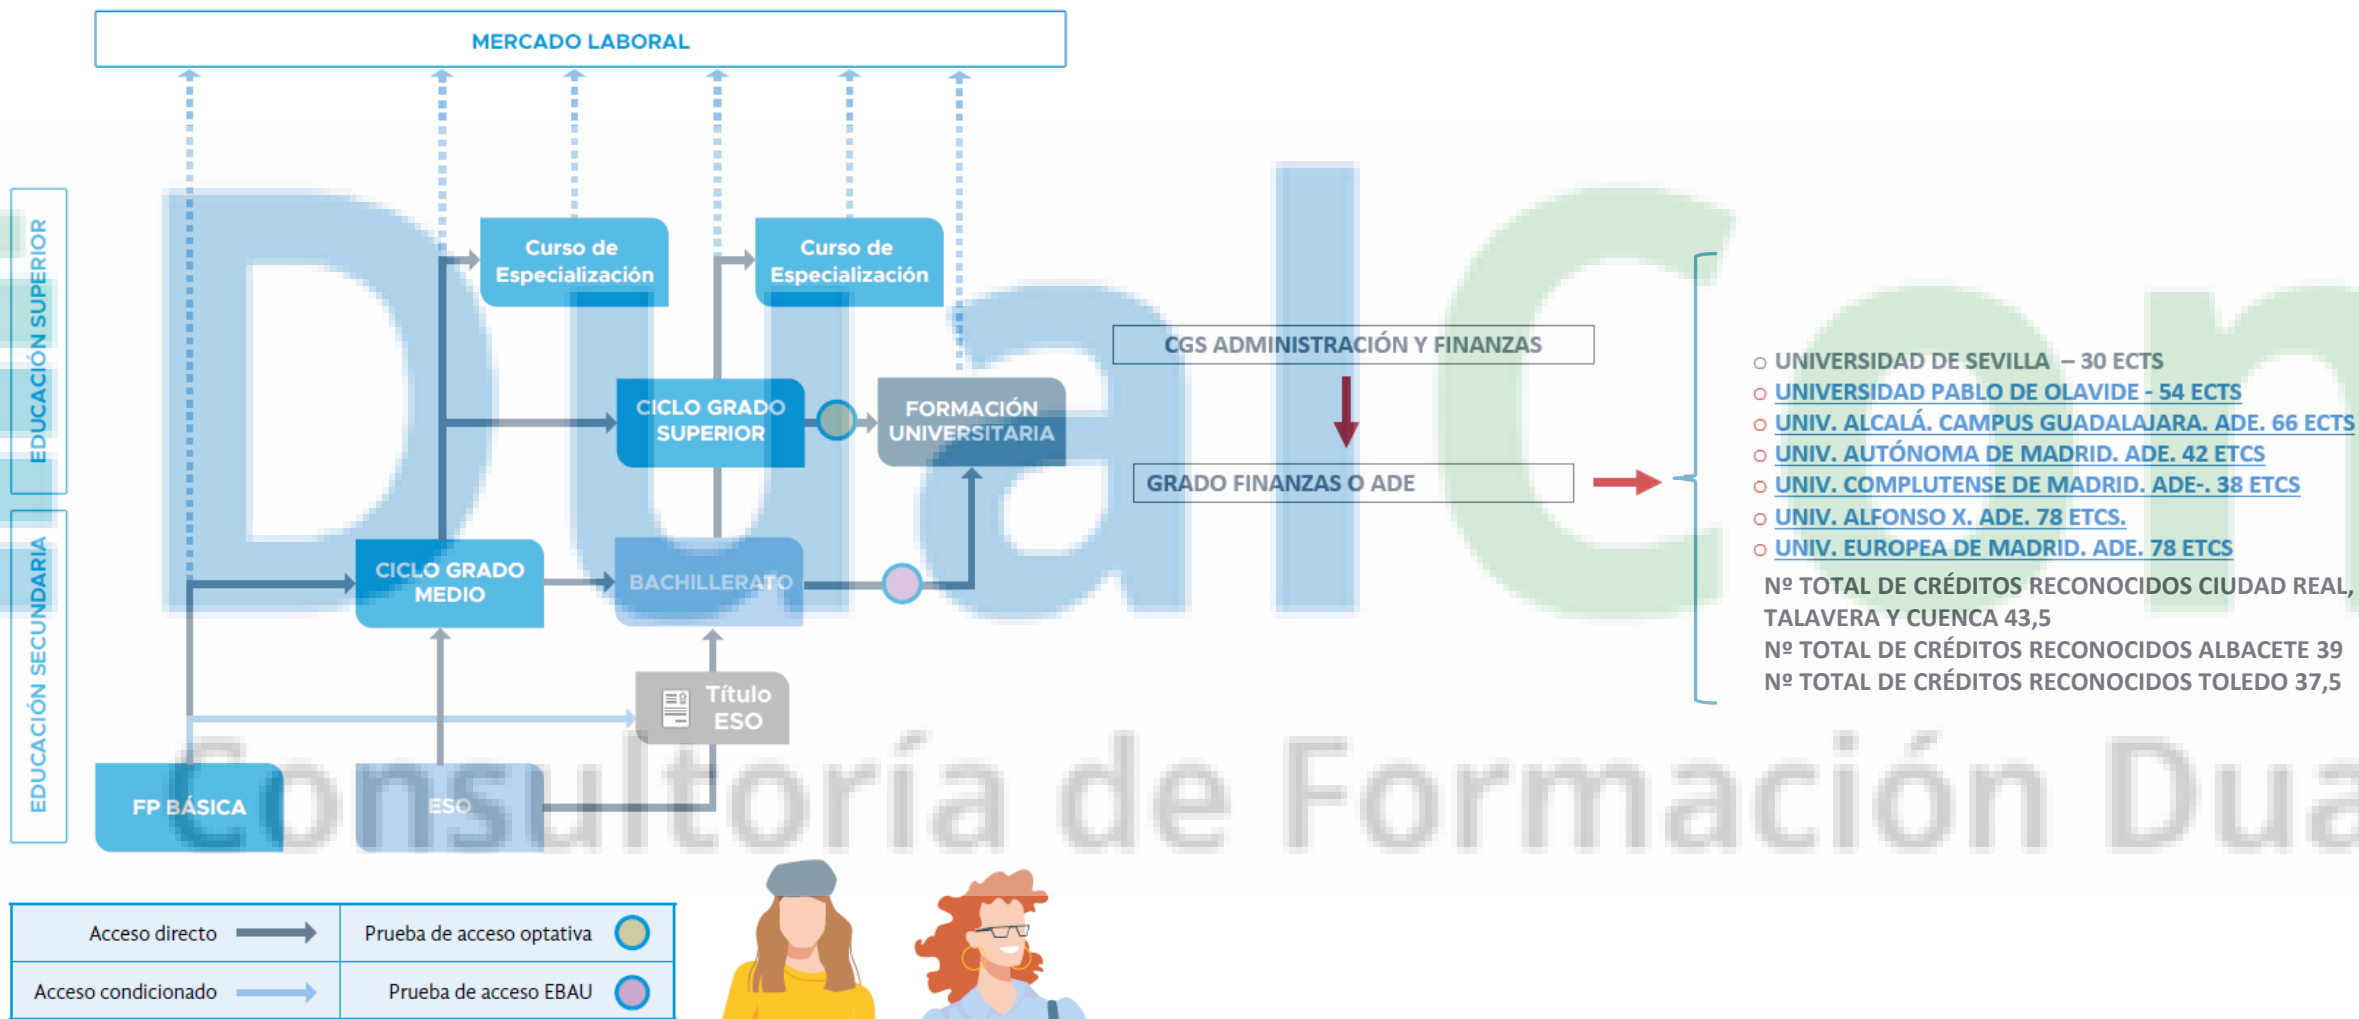 MERCADO LABORAL
EDUCACIÓN SUPERIOR
EDUCACIÓN SECUNDARIA
Curso de
Especialización
Curso de
Especialización
CICLO GRADO
SUPERIOR
FORMACIÓN
UNIVERSITARIA
CICLO GRADO
MEDIO
BACHILLERATO
Título
ESO
FP BÁSICA
ESO
CGS ADMINISTRACIÓN Y FINANZAS
GRADO FINANZAS O ADE
UNIVERSIDAD DE SEVILLA – 30 ECTS
UNIVERSIDAD PABLO DE OLAVIDE - 54 ECTS
UNIV. ALCALÁ. CAMPUS GUADALAJARA. ADE. 66 ECTS
UNIV. AUTÓNOMA DE MADRID. ADE. 42 ETCS
UNIV. COMPLUTENSE DE MADRID. ADE-. 38 ETCS
UNIV. ALFONSO X. ADE. 78 ETCS.
UNIV. EUROPEA DE MADRID. ADE. 78 ETCS
Nº TOTAL DE CRÉDITOS RECONOCIDOS CIUDAD REAL,
TALAVERA Y CUENCA 43,5
Nº TOTAL DE CRÉDITOS RECONOCIDOS ALBACETE 39
Nº TOTAL DE CRÉDITOS RECONOCIDOS TOLEDO 37,5
DualCon
Consultoría de Formación Dua
Acceso directo
Prueba de acceso optativa
Acceso condicionado
Prueba de acceso EBAU